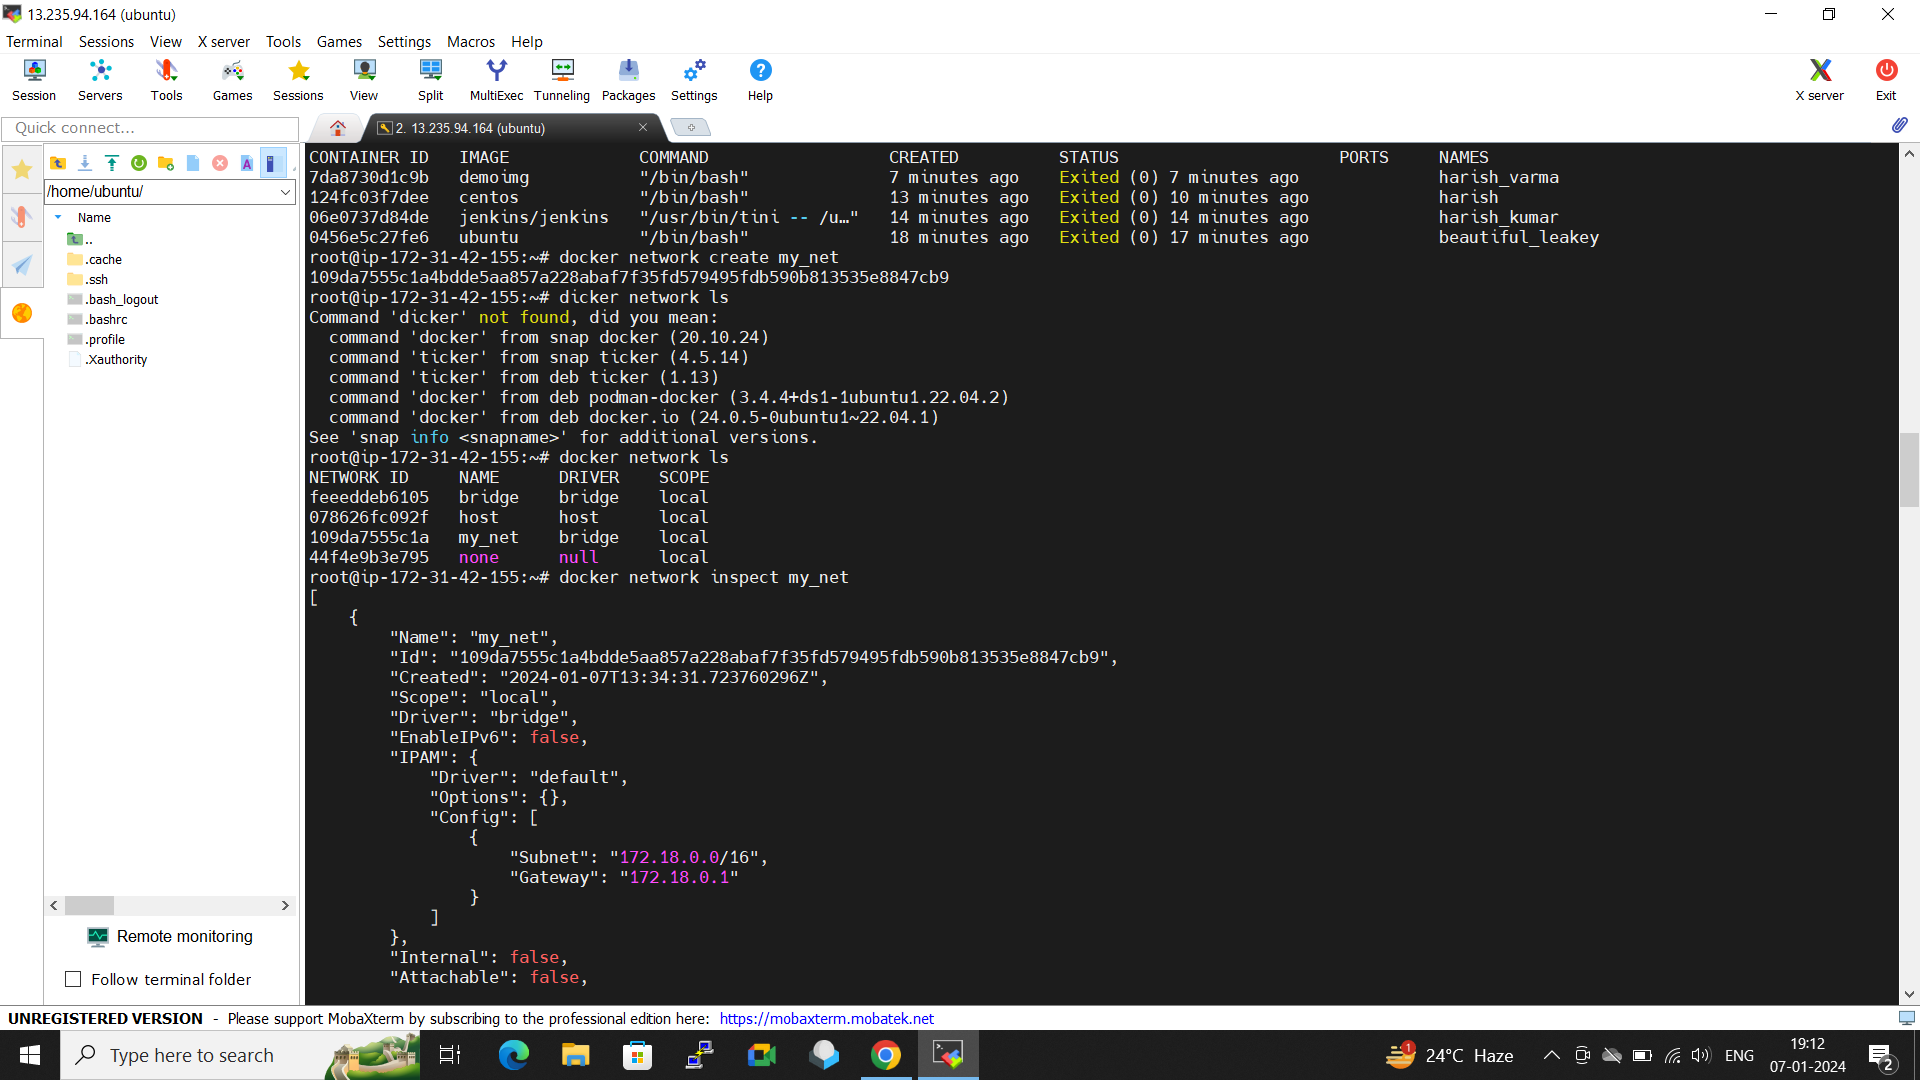 13.235.94.164 (ubuntu)
Terminal Sessions View X server Tools Games Settings Macros Help
Session Servers Tools Games Sessions View Split MultiExec Tunneling Packages Settings Help X server Exit
Quick connect...
2. 13.235.94.164 (ubuntu)
/home/ubuntu/
Name
..
.cache
.ssh
.bash_logout
.bashrc
.profile
.Xauthority
Remote monitoring
Follow terminal folder
CONTAINER ID IMAGE COMMAND CREATED STATUS PORTS NAMES
7da8730d1c9b demoimg "/bin/bash" 7 minutes ago Exited (0) 7 minutes ago harish_varma
124fc03f7dee centos "/bin/bash" 13 minutes ago Exited (0) 10 minutes ago harish
06e0737d84de jenkins/jenkins "/usr/bin/tini -- /u…" 14 minutes ago Exited (0) 14 minutes ago harish_kumar
0456e5c27fe6 ubuntu "/bin/bash" 18 minutes ago Exited (0) 17 minutes ago beautiful_leakey
root@ip-172-31-42-155:~# docker network create my_net
109da7555c1a4bdde5aa857a228abaf7f35fd579495fdb590b813535e8847cb9
root@ip-172-31-42-155:~# dicker network ls
Command 'dicker' not found, did you mean:
command 'docker' from snap docker (20.10.24)
command 'ticker' from snap ticker (4.5.14)
command 'ticker' from deb ticker (1.13)
command 'docker' from deb podman-docker (3.4.4+ds1-1ubuntu1.22.04.2)
command 'docker' from deb docker.io (24.0.5-0ubuntu1~22.04.1)
See 'snap info <snapname>' for additional versions.
root@ip-172-31-42-155:~# docker network ls
NETWORK ID NAME DRIVER SCOPE
feeeddeb6105 bridge bridge local
078626fc092f host host local
109da7555c1a my_net bridge local
44f4e9b3e795 none null local
root@ip-172-31-42-155:~# docker network inspect my_net
[
{
"Name": "my_net",
"Id": "109da7555c1a4bdde5aa857a228abaf7f35fd579495fdb590b813535e8847cb9",
"Created": "2024-01-07T13:34:31.723760296Z",
"Scope": "local",
"Driver": "bridge",
"EnableIPv6": false,
"IPAM": {
"Driver": "default",
"Options": {},
"Config": [
{
"Subnet": "172.18.0.0/16",
"Gateway": "172.18.0.1"
}
]
},
"Internal": false,
"Attachable": false,
UNREGISTERED VERSION - Please support MobaXterm by subscribing to the professional edition here: https://mobaxterm.mobatek.net
Type here to search
1
24°C Haze
ENG
19:12
07-01-2024
2